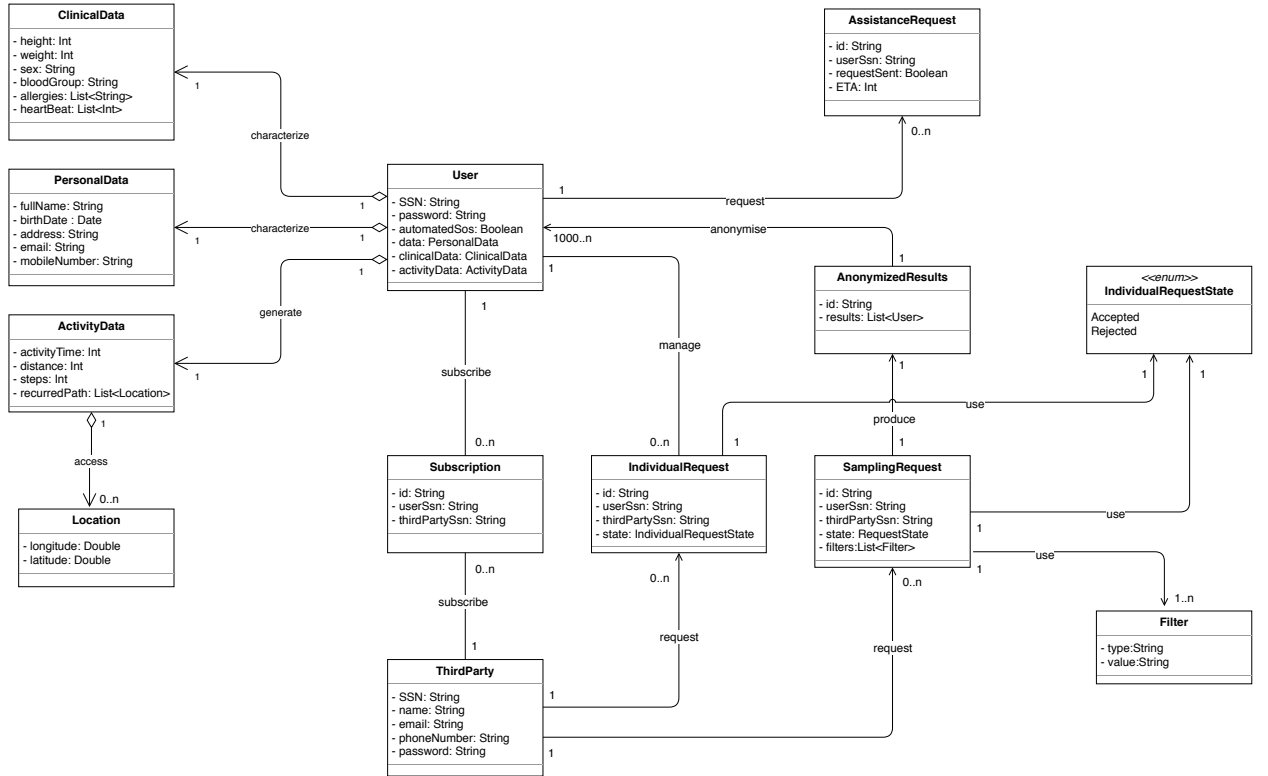 ClinicalData
- height: Int
- weight: Int
- sex: String
- bloodGroup: String
- allergies: List<String>
- heartBeat: List<Int>
1
characterize
1
PersonalData
- fullName: String
- birthDate : Date
- address: String
- email: String
- mobileNumber: String
1
characterize
1
ActivityData
- activityTime: Int
- distance: Int
- steps: Int
- recurredPath: List<Location>
1
generate
1
1
access
0..n
Location
- longitude: Double
- latitude: Double
User
- SSN: String
- password: String
- automatedSos: Boolean
- data: PersonalData
- clinicalData: ClinicalData
- activityData: ActivityData
1
request
0..n
AssistanceRequest
- id: String
- userSsn: String
- requestSent: Boolean
- ETA: Int
1000..n
anonymise
1
AnonymizedResults
- id: String
- results: List<User>
<<enum>>
IndividualRequestState
Accepted
Rejected
1
manage
0..n
1
subscribe
0..n
Subscription
- id: String
- userSsn: String
- thirdPartySsn: String
0..n
subscribe
1
IndividualRequest
- id: String
- userSsn: String
- thirdPartySsn: String
- state: IndividualRequestState
1
use
1
1
produce
1
SamplingRequest
- id: String
- userSsn: String
- thirdPartySsn: String
- state: RequestState
- filters:List<Filter>
1
use
1
1
use
1..n
Filter
- type:String
- value:String
ThirdParty
- SSN: String
- name: String
- email: String
- phoneNumber: String
- password: String
1
request
0..n
1
request
0..n